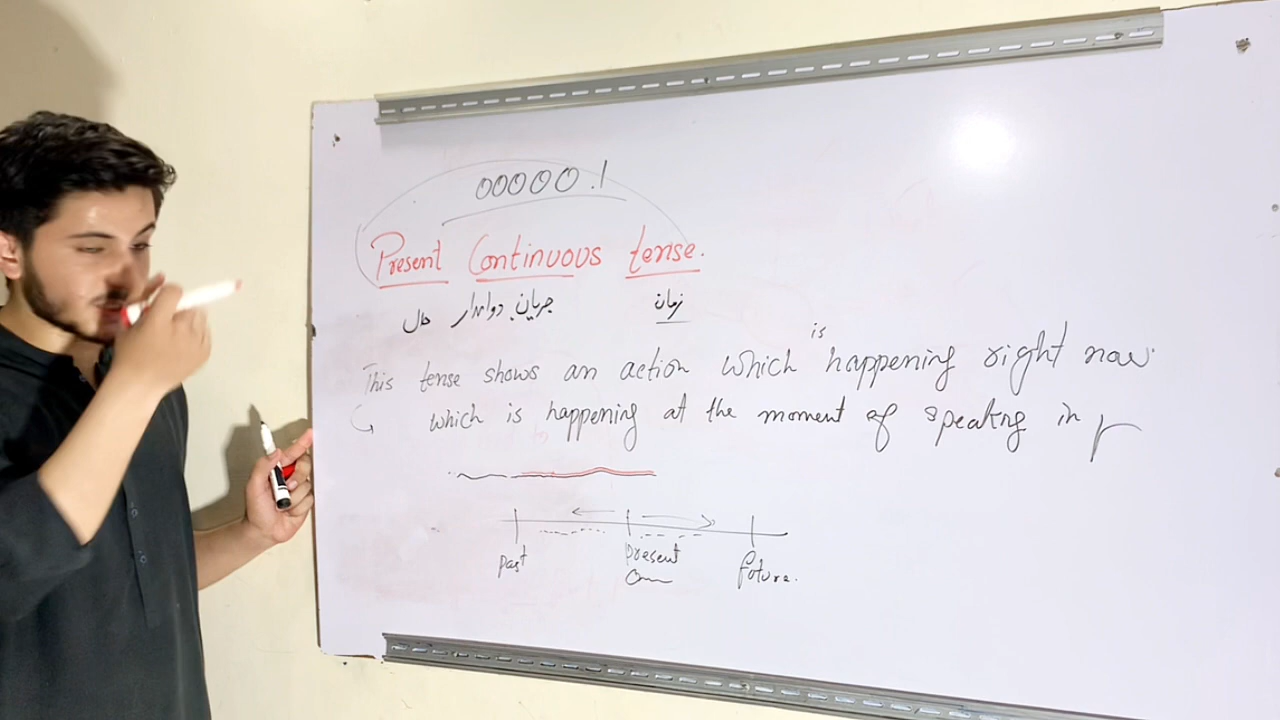 00000.1
Present Continuous tense.
حال جریان دوامدار زمان
This tense shows an action which is happening right now.
which is happening at the moment of speaking in
past present future.